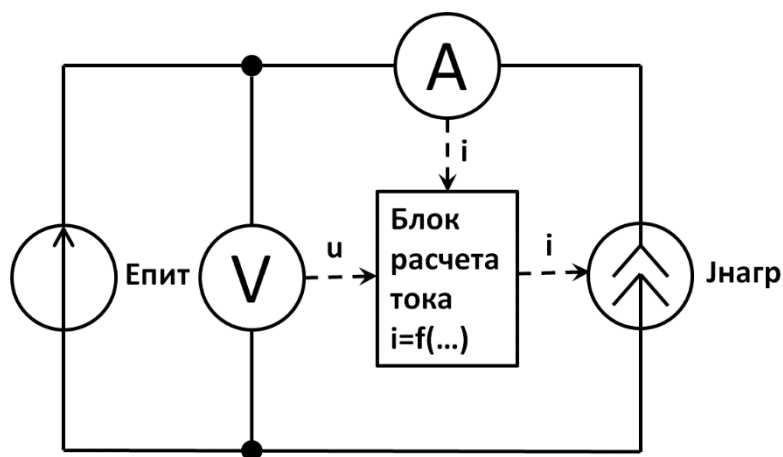 A
i
Блок
расчета
тока
i=f(...)
u
i
Eпит
V
Jнагр